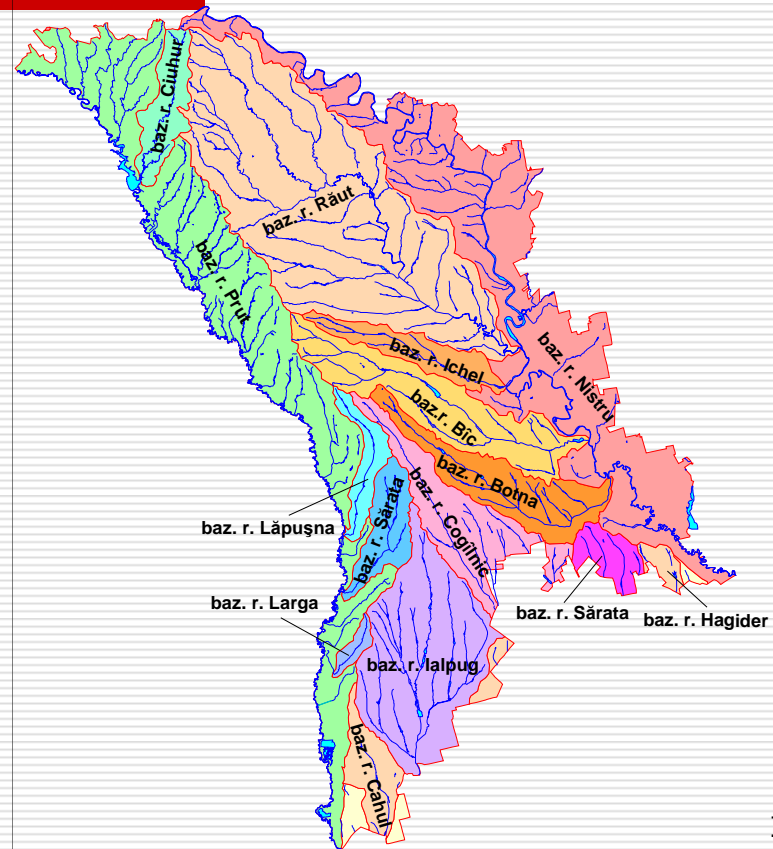 baz. r. Ciuhur
baz. r. Răut
baz. r. Prut
baz. r. Ichel
baz. r. Nistru
baz.r. Bîc
baz. r. Botna
baz. r. Cogîlnic
baz. r. Sărata
baz. r. Lăpuşna
baz. r. Larga
baz. r. Sărata
baz. r. Hagider
baz. r. Ialpug
baz. r. Cahul